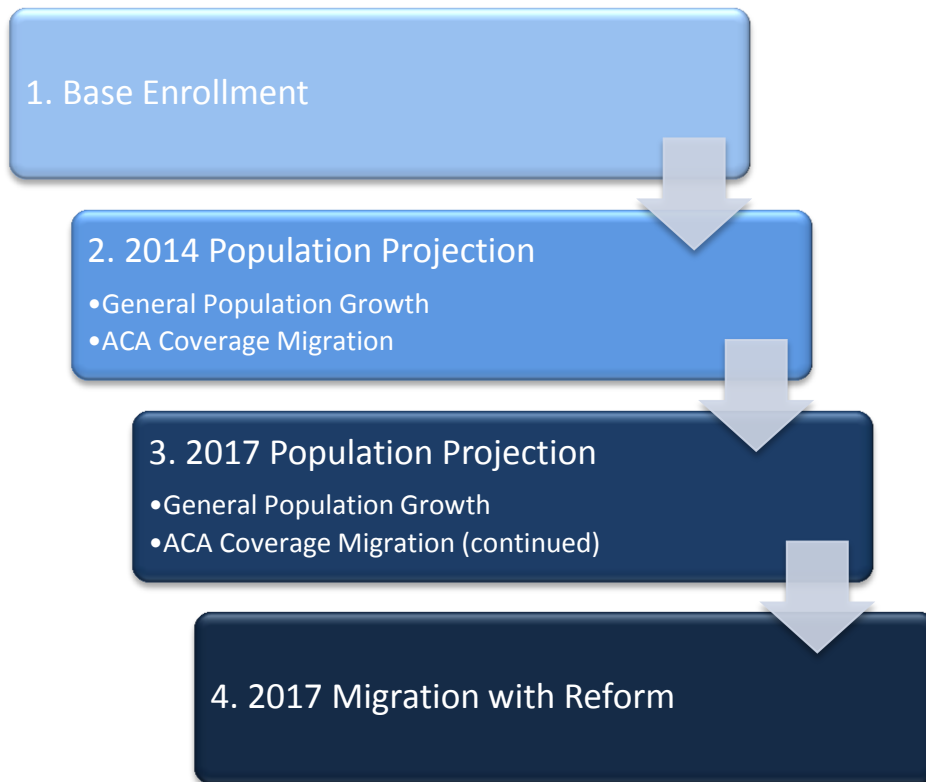 1. Base Enrollment
2. 2014 Population Projection
•General Population Growth
•ACA Coverage Migration
3. 2017 Population Projection
•General Population Growth
•ACA Coverage Migration (continued)
4. 2017 Migration with Reform